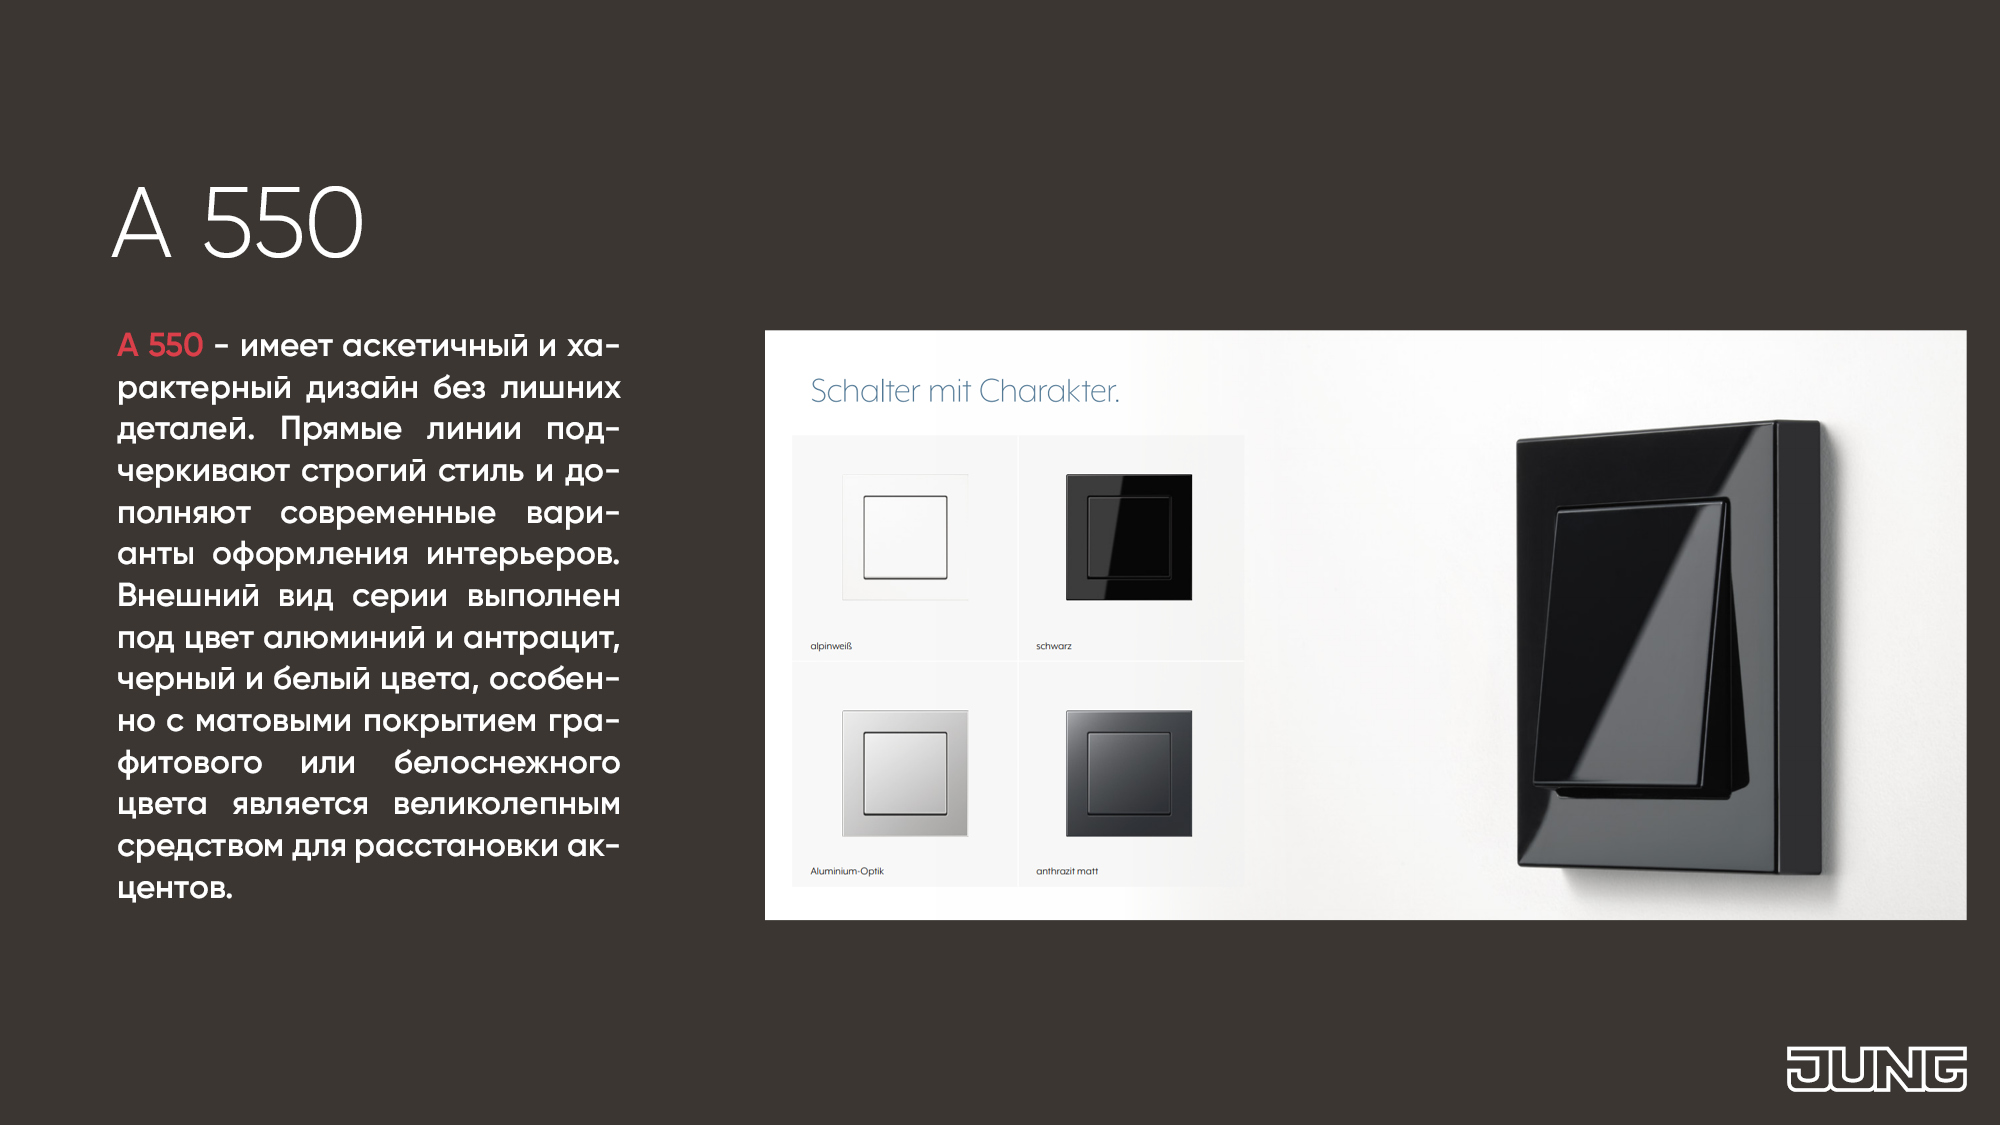 A 550
A 550 - имеет аскетичный и ха-
рактерный дизайн без лишних
деталей. Прямые линии под-
черкивают строгий стиль и до-
полняют современные вари-
анты оформления интерьеров.
Внешний вид серии выполнен
под цвет алюминий и антрацит,
черный и белый цвета, особен-
но с матовыми покрытием гра-
фитового или белоснежного
цвета является великолепным
средством для расстановки ак-
центов.
Schalter mit Charakter.
alpinweiß
schwarz
Aluminium-Optik
anthrazit matt
JUNG